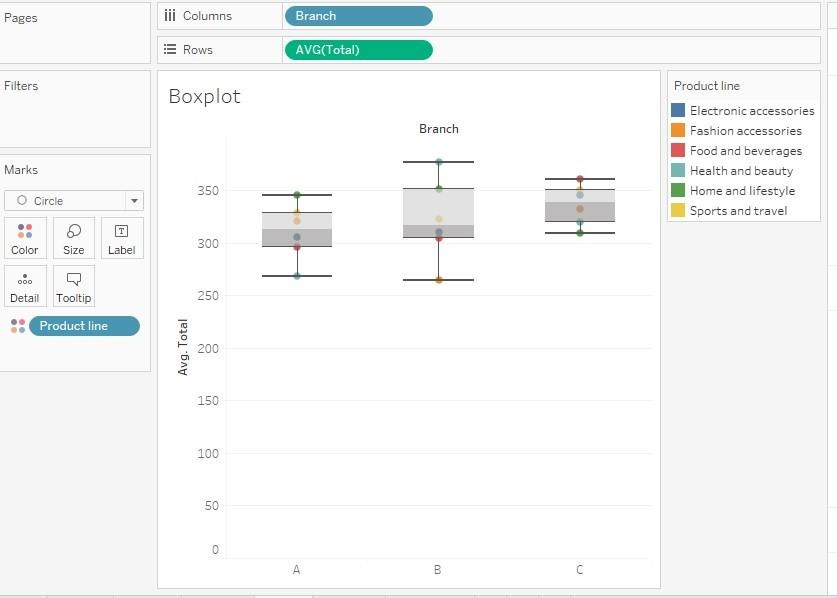 Pages
Columns
Branch
Rows
AVG(Total)
Filters
Marks
Circle
Color
Size
Label
Detail
Tooltip
Product line
Boxplot
Branch
Avg. Total
350
300
250
200
150
100
50
0
A
B
C
Product line
Electronic accessories
Fashion accessories
Food and beverages
Health and beauty
Home and lifestyle
Sports and travel